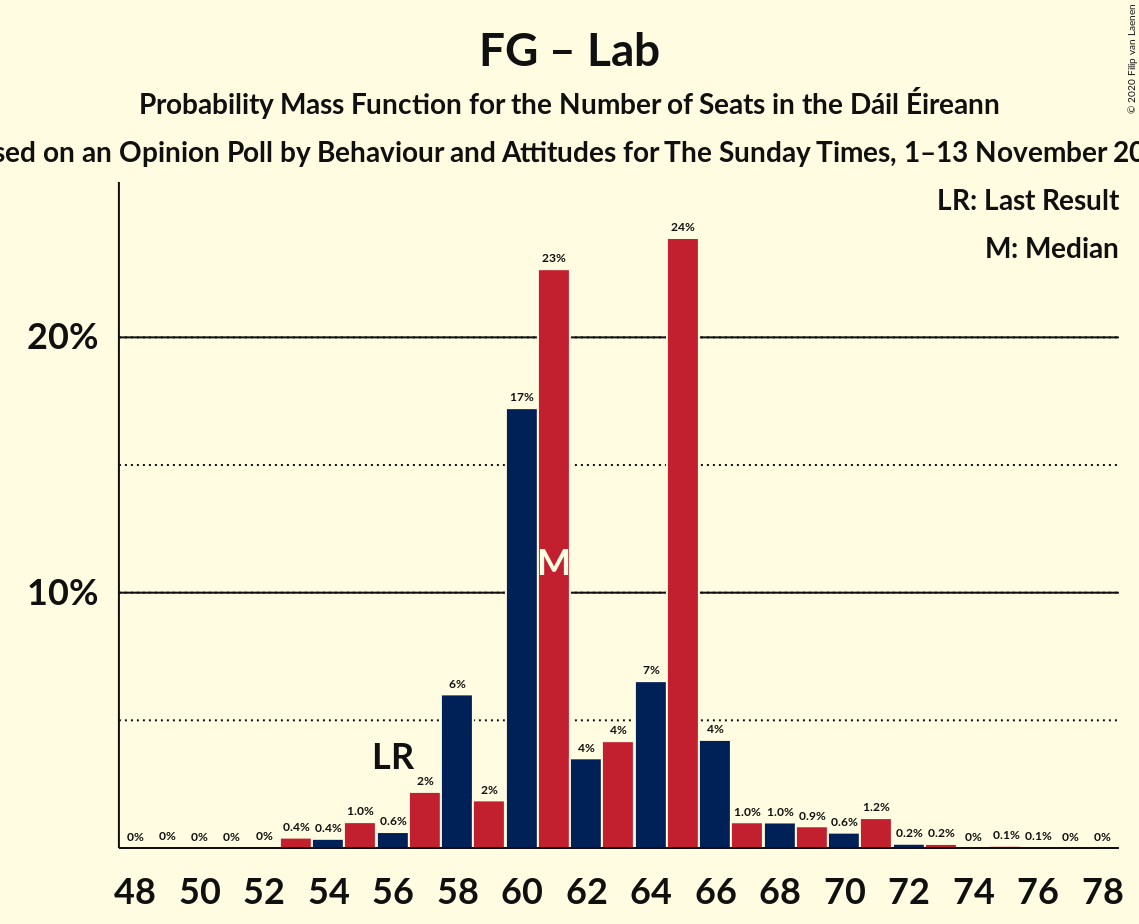 FG – Lab
Probability Mass Function for the Number of Seats in the Dáil Éireann
on an Opinion Poll by Behaviour and Attitudes for The Sunday Times, 1–13 November
© 2020 Filip van Laenen
LR: Last Result
M: Median
20%
10%
0% 0% 0% 0% 0% 0.4% 0.4% 1.0% 0.6% 2% 6% 2% 17% 23% 4% 4% 7% 24% 4% 1.0% 1.0% 0.9% 0.6% 1.2% 0.2% 0.2% 0% 0.1% 0.1% 0% 0%
LR
M
48 50 52 54 56 58 60 62 64 66 68 70 72 74 76 78